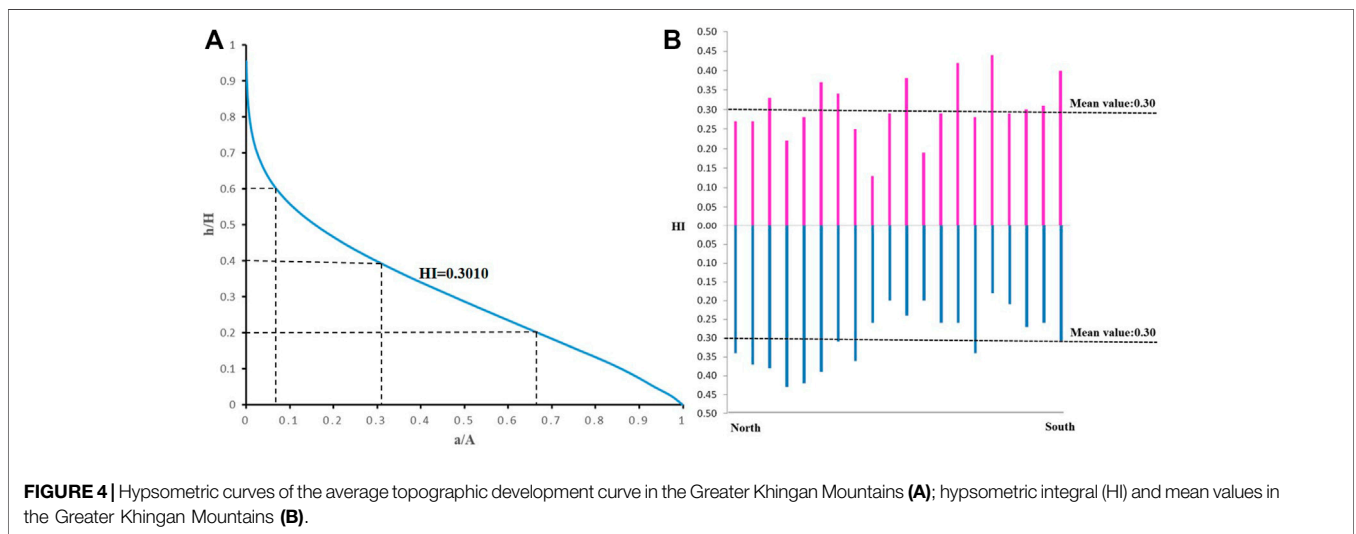 A
1
0.9
0.8
0.7
0.6
0.5
0.4
0.3
0.2
0.1
0
h/H
HI=0.3010
0 0.1 0.2 0.3 0.4 0.5 0.6 0.7 0.8 0.9 1
a/A
B
0.50
0.45
0.40
0.35
0.30
0.25
0.20
0.15
0.10
0.05
0.00
0.05
0.10
0.15
0.20
0.25
0.30
0.35
0.40
0.45
0.50
HI
Mean value:0.30
Mean value:0.30
North South
FIGURE 4 | Hypsometric curves of the average topographic development curve in the Greater Khingan Mountains (A); hypsometric integral (HI) and mean values in
the Greater Khingan Mountains (B).